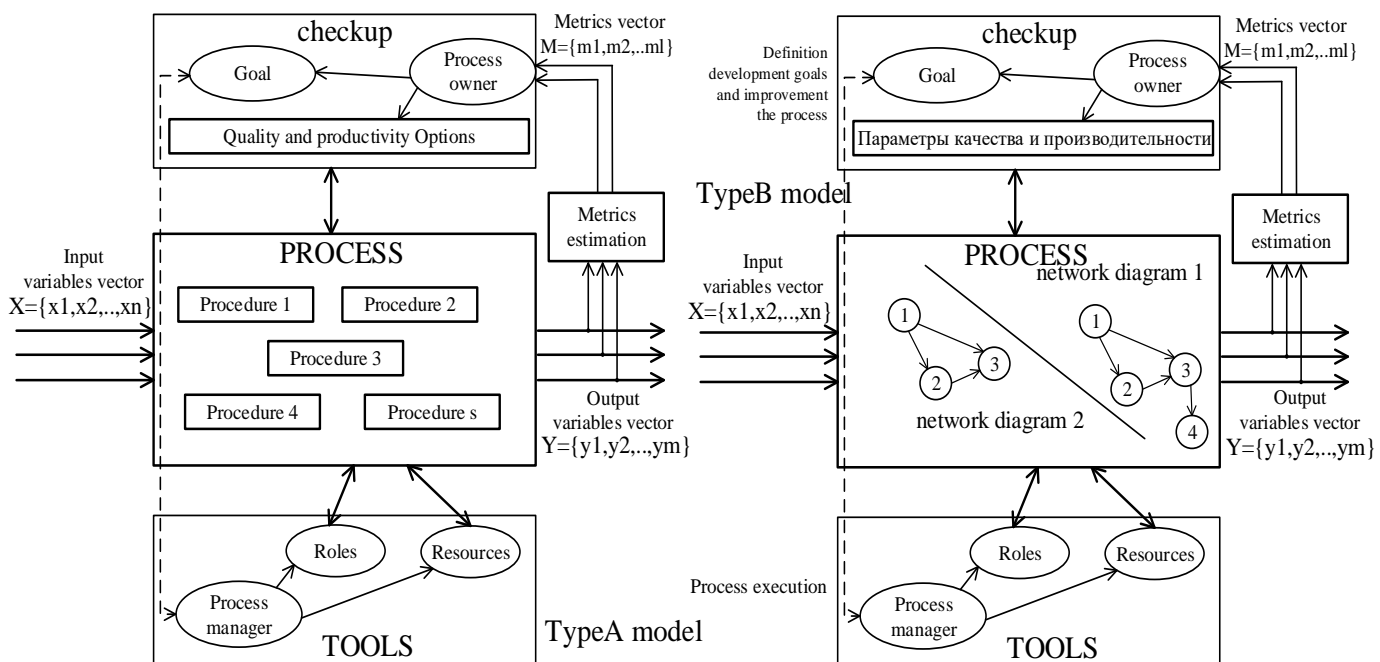 checkup
Goal
Process
owner
Quality and productivity Options
Metrics vector
M={m1,m2,..ml}
Metrics
estimation
Input
variables vector
X={x1,x2,..,xn}
PROCESS
Procedure 1
Procedure 2
Procedure 3
Procedure 4
Procedure s
Output
variables vector
Y={y1,y2,..,ym}
Roles
Resources
Process
manager
TOOLS
TypeA model
Definition
development goals
and improvement
the process
checkup
Goal
Process
owner
Параметры качества и производительности
Metrics vector
M={m1,m2,..ml}
TypeB model
Metrics
estimation
Input
variables vector
X={x1,x2,..,xn}
PROCESS
network diagram 1
1
2
3
1
2
3
4
network diagram 2
Output
variables vector
Y={y1,y2,..,ym}
Process execution
Roles
Resources
Process
manager
TOOLS